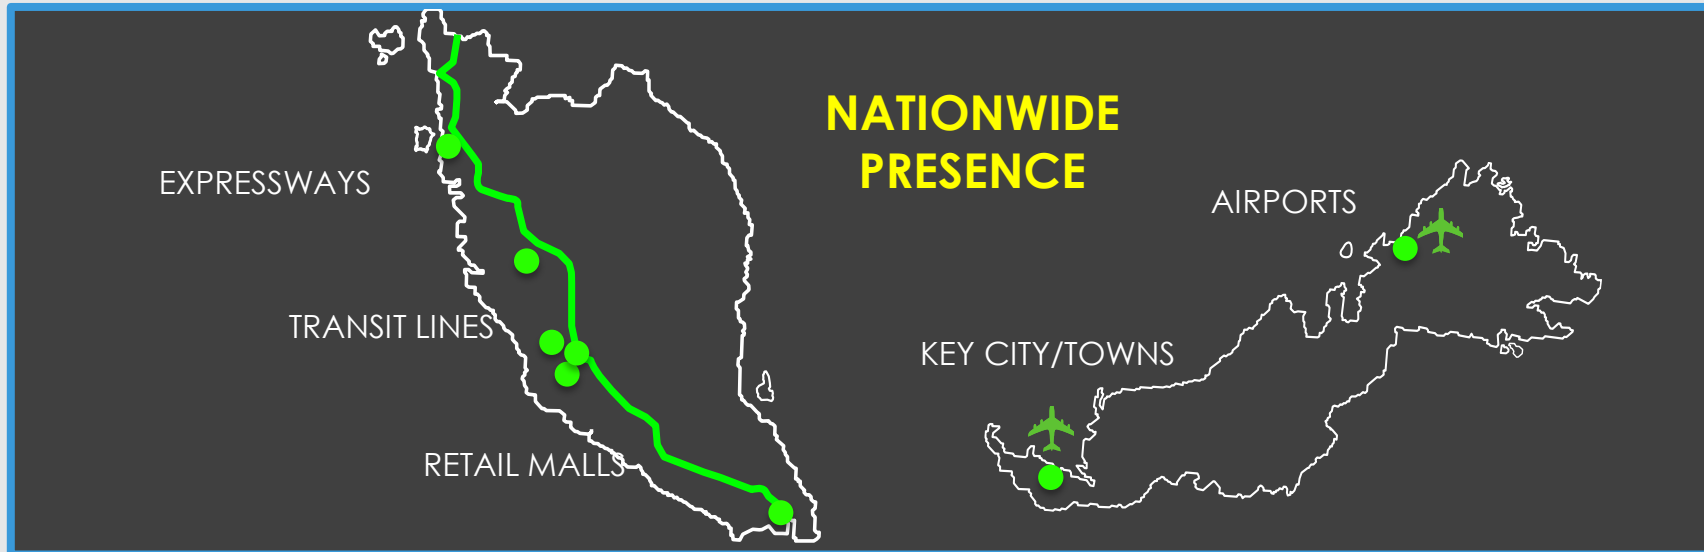 NATIONWIDE
PRESENCE
EXPRESSWAYS
AIRPORTS
TRANSIT LINES
KEY CITY/TOWNS
RETAIL MALLS